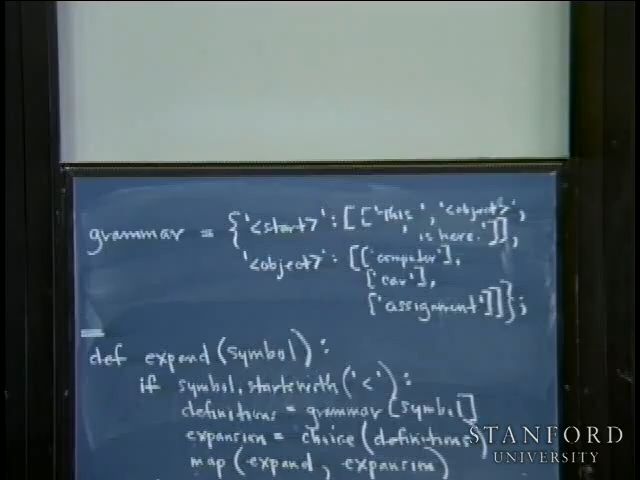 grammar = {'<start>': [['This ', '<object>',
' is here.']],
'<object>': [['computer'],
['car'],
['assignment']]};
def expand(symbol):
if symbol.startswith('<'):
definitions = grammar[symbol]
expansion = choice(definitions)
map(expand, expansion)
STANFORD
UNIVERSITY